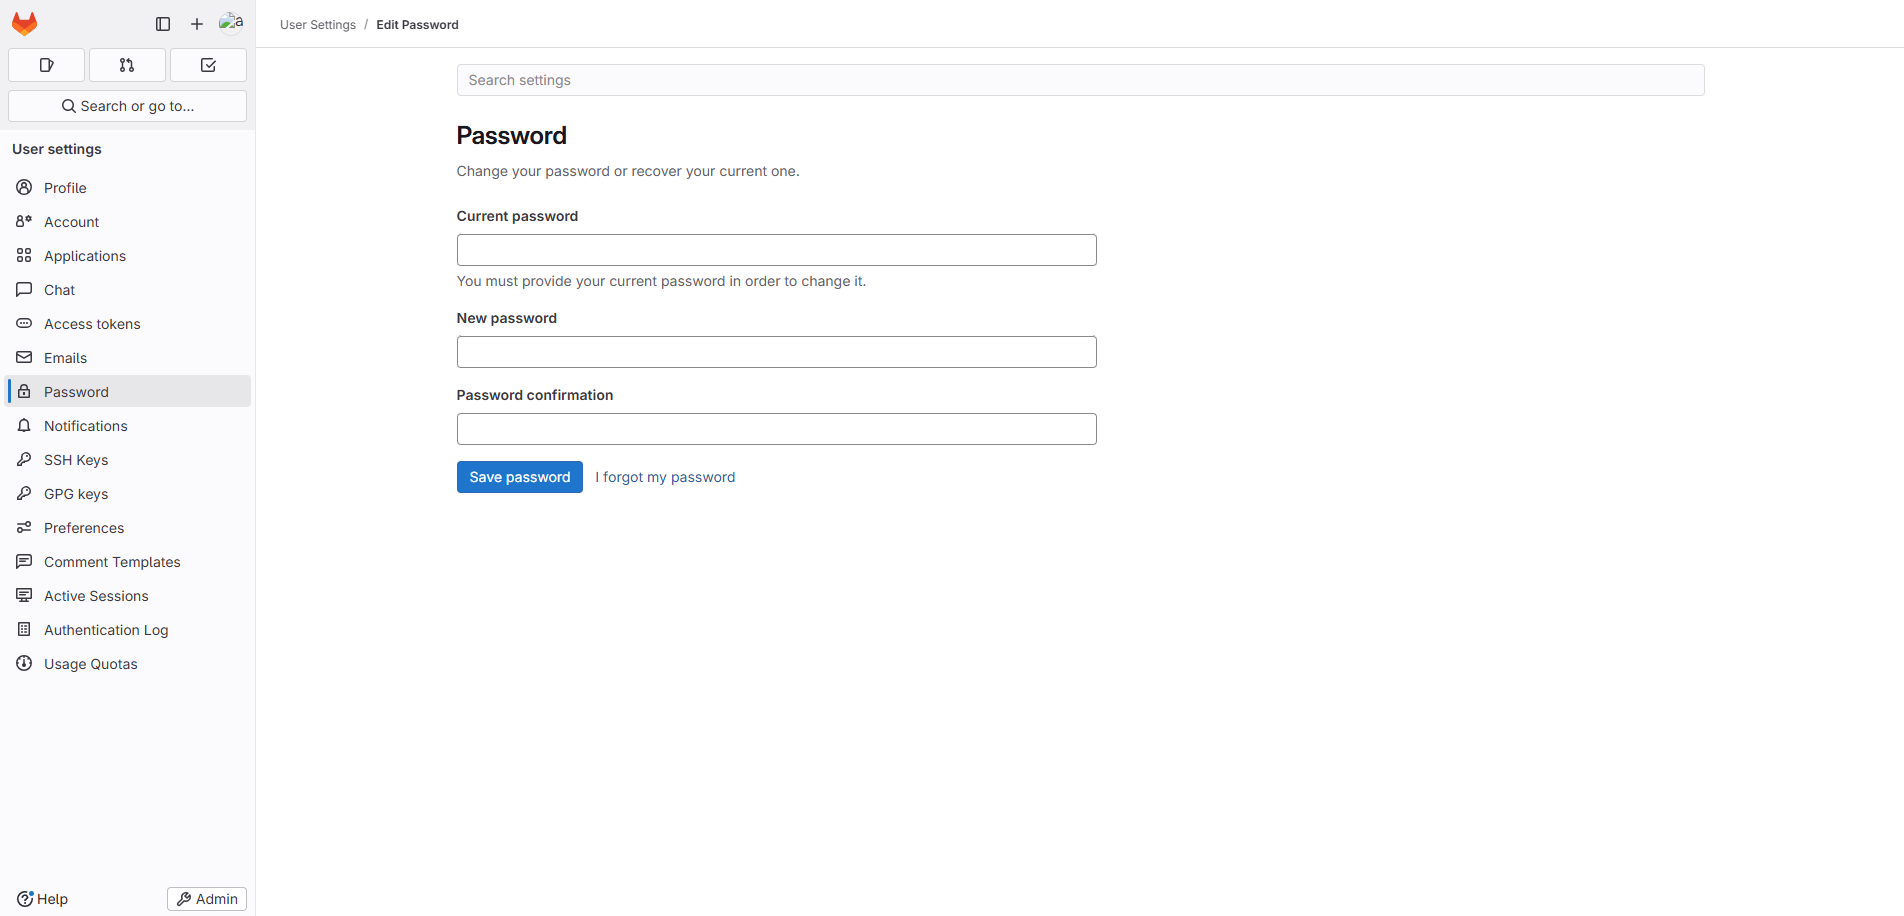 User Settings / Edit Password
Search or go to...
User settings
Profile
Account
Applications
Chat
Access tokens
Emails
Password
Notifications
SSH Keys
GPG keys
Preferences
Comment Templates
Active Sessions
Authentication Log
Usage Quotas
Help
Admin
Search settings
Password
Change your password or recover your current one.
Current password
You must provide your current password in order to change it.
New password
Password confirmation
Save password
I forgot my password